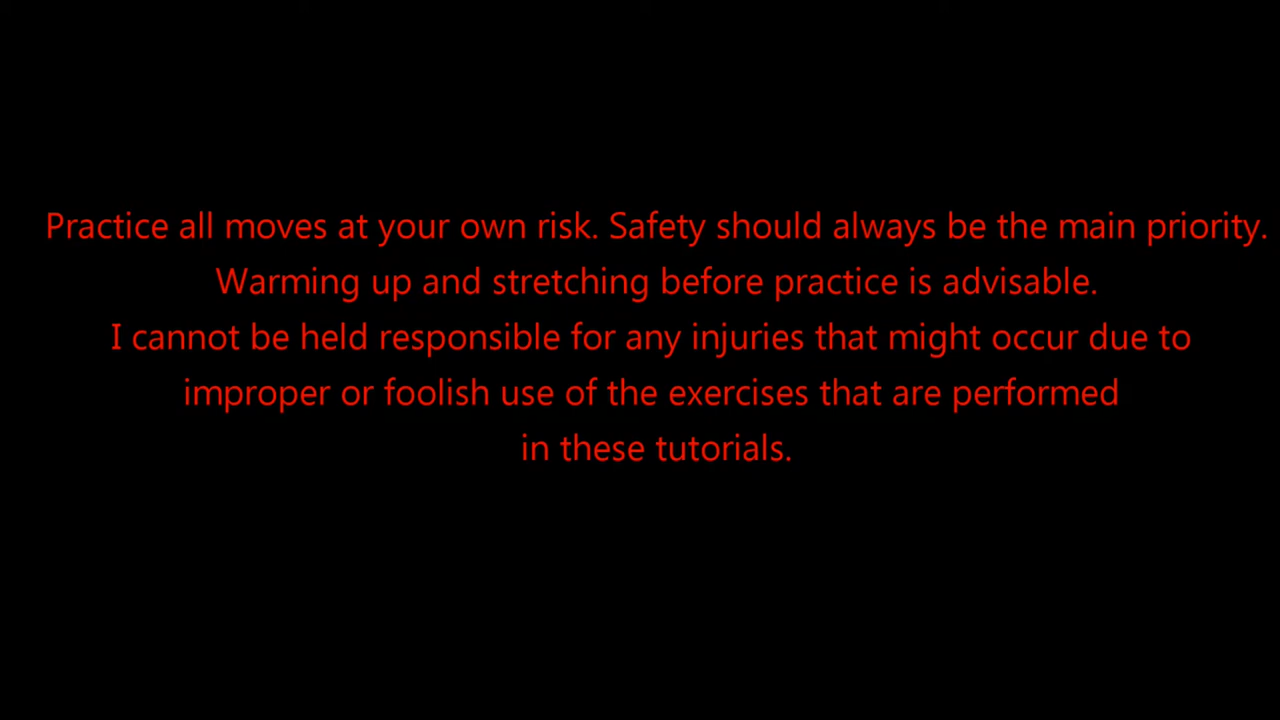 Practice all moves at your own risk. Safety should always be the main priority.
Warming up and stretching before practice is advisable.
I cannot be held responsible for any injuries that might occur due to
improper or foolish use of the exercises that are performed
in these tutorials.